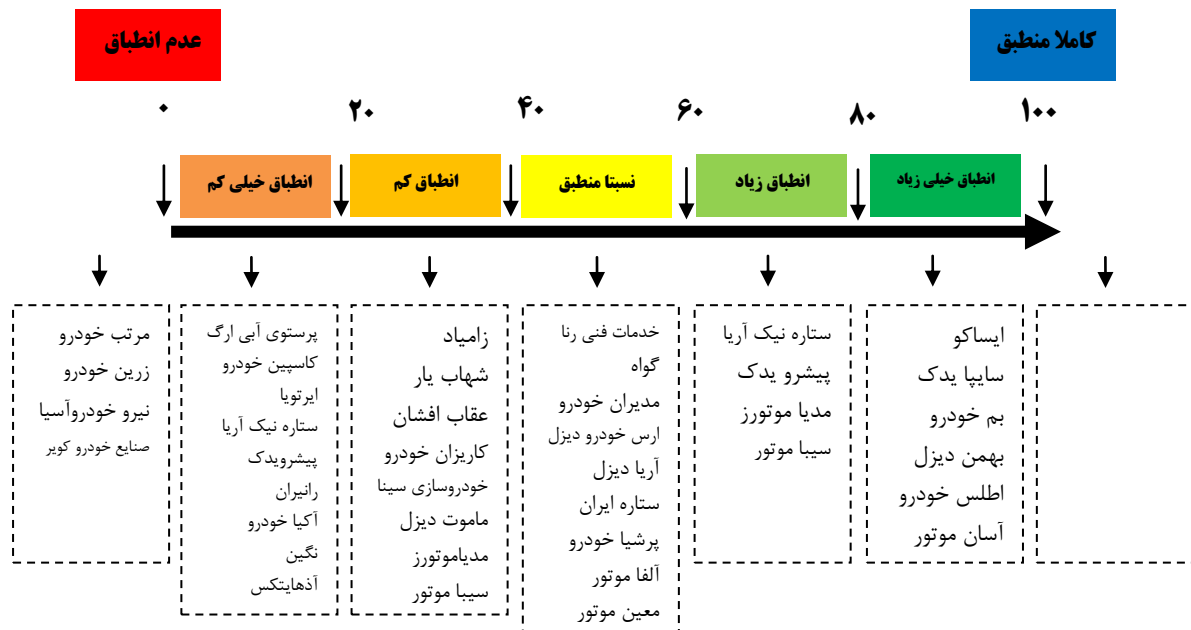 کاملا منطبق
عدم انطباق
۰
۲۰
۴۰
۶۰
۸۰
۱۰۰
انطباق خیلی کم
انطباق کم
نسبتا منطبق
انطباق زیاد
انطباق خیلی زیاد
مرتب خودرو
زرین خودرو
نیرو خودروآسیا
صنایع خودرو کویر
پرستوی آبی ارگ
کاسپین خودرو
ایرتویا
ستاره نیک آریا
پیشرویدک
رانیران
آکیا خودرو
نگین
آذهایتکس
زامیاد
شهاب یار
عقاب افشان
کاریزان خودرو
خودروسازی سینا
ماموت دیزل
مدیاموتورز
سیبا موتور
خدمات فنی رنا
گواه
مدیران خودرو
ارس خودرو دیزل
آریا دیزل
ستاره ایران
پرشیا خودرو
آلفا موتور
معین موتور
ستاره نیک آریا
پیشرو یدک
مدیا موتورز
سیبا موتور
ایساکو
سایپا یدک
بم خودرو
بهمن دیزل
اطلس خودرو
آسان موتور